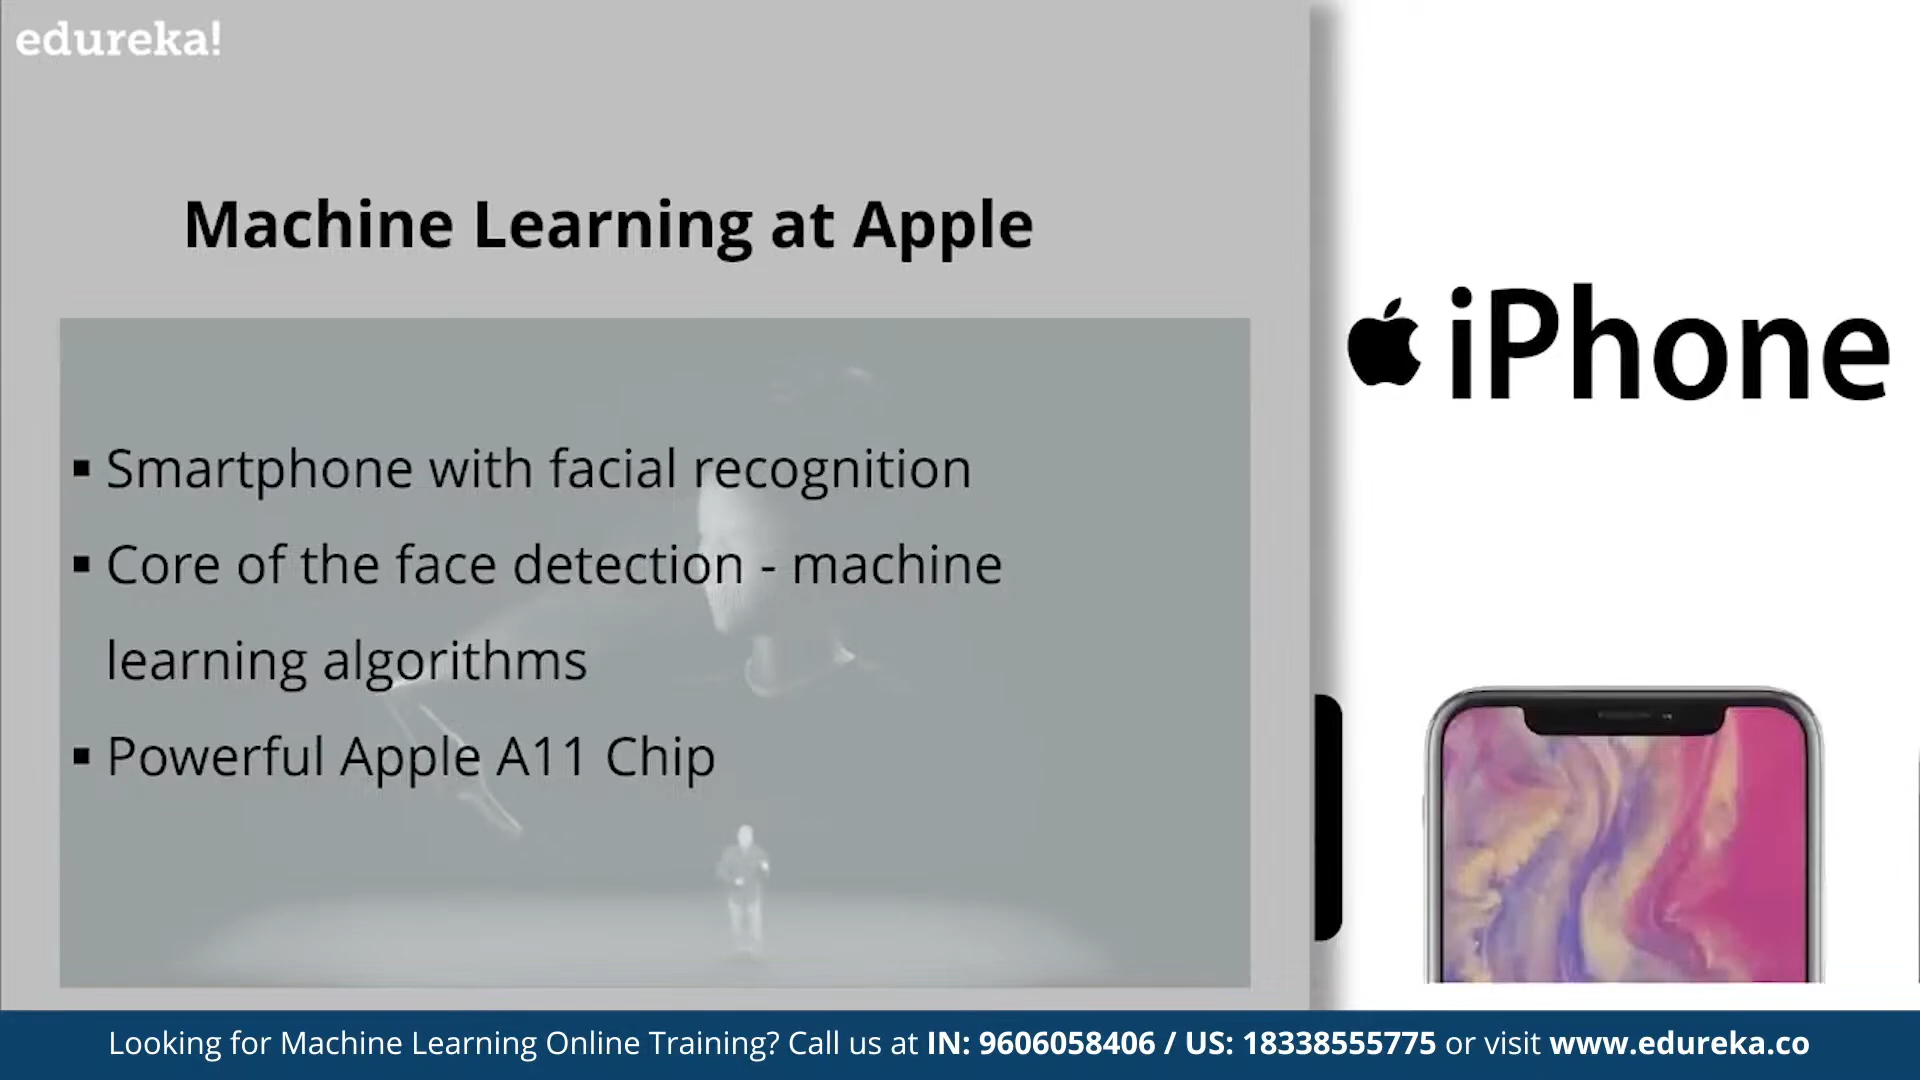 edureka!
Machine Learning at Apple
▪ Smartphone with facial recognition
▪ Core of the face detection - machine
learning algorithms
▪ Powerful Apple A11 Chip
iPhone
Looking for Machine Learning Online Training? Call us at IN: 9606058406 / US: 18338555775 or visit www.edureka.co